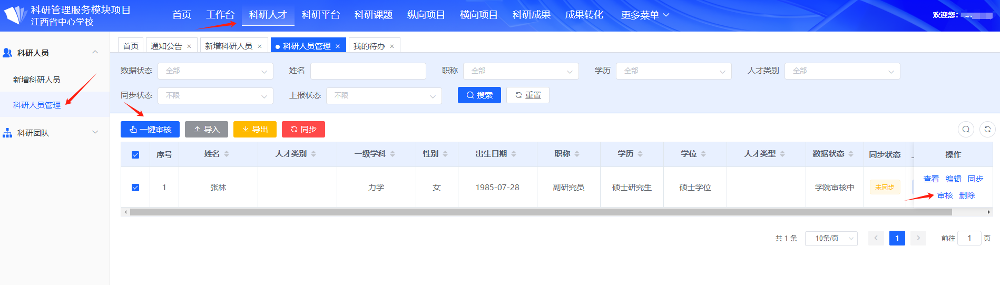 科研管理服务模块项目
江西省中心学校
首页 工作台 科研人才 科研平台 科研课题 纵向项目 横向项目 科研成果 成果转化 更多菜单
欢迎您:
科研人员
新增科研人员
科研人员管理
科研团队
首页 通知公告 × 新增科研人员 × 科研人员管理 × 我的待办 ×
数据状态 全部 姓名 职称 全部 学历 全部 人才类别 全部
同步状态 不限 上报状态 不限 搜索 重置
一键审核 导入 导出 同步
序号 姓名 人才类别 一级学科 性别 出生日期 职称 学历 学位 人才类型 数据状态 同步状态 操作
1 张林 力学 女 1985-07-28 副研究员 硕士研究生 硕士学位 学院审核中 未同步
查看 编辑 同步
审核 删除
共 1 条 10条/页 1 前往 1 页